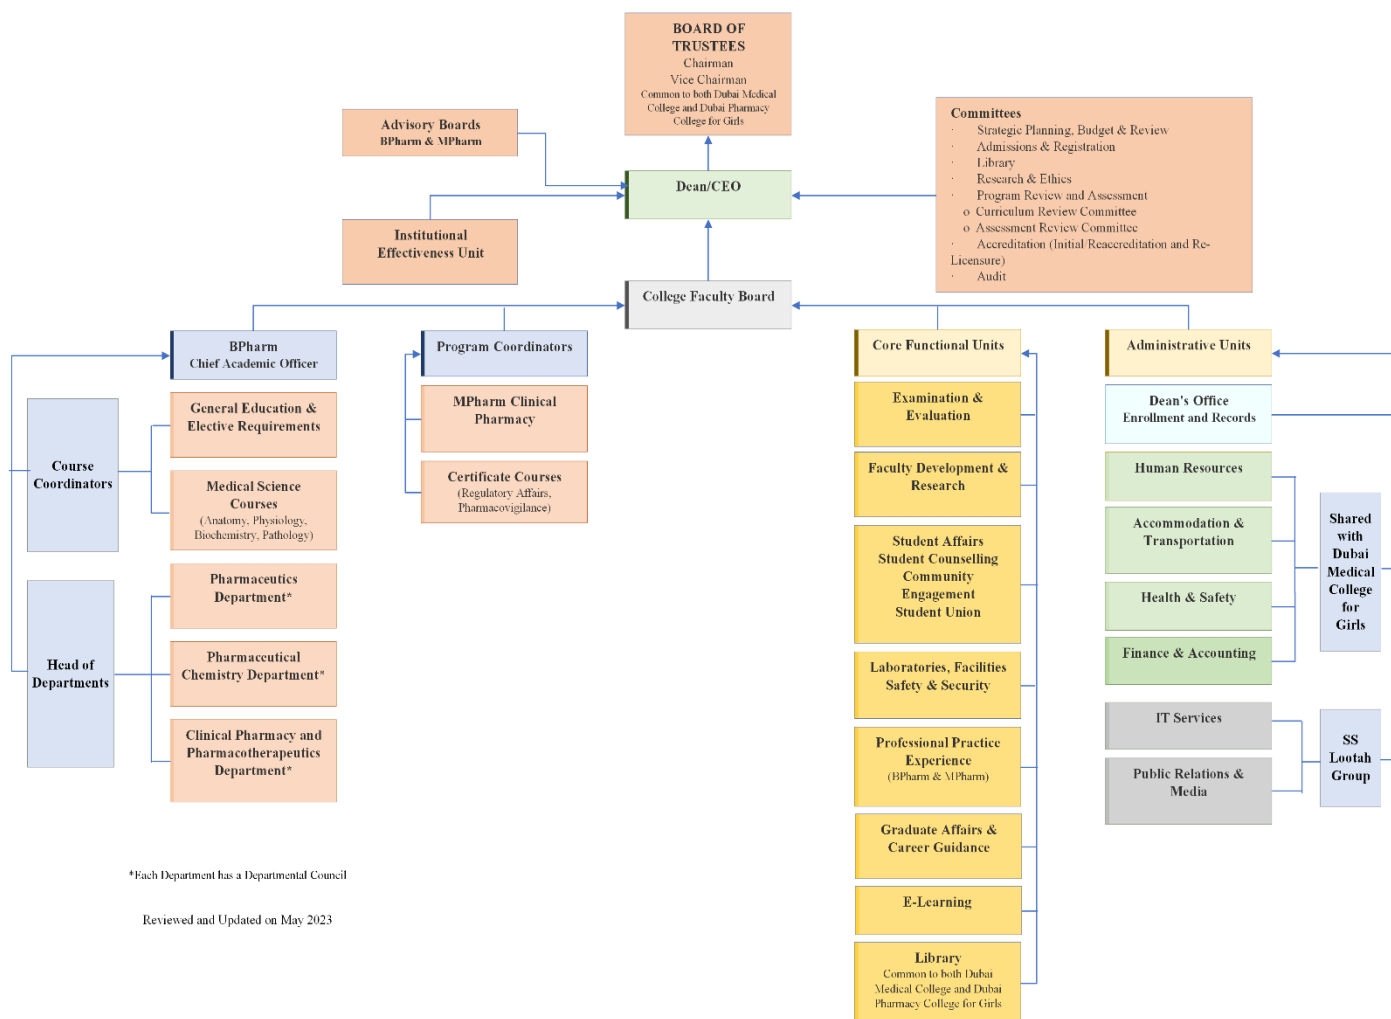 BOARD OF
TRUSTEES
Chairman
Vice Chairman
Common to both Dubai Medical
College and Dubai Pharmacy
College for Girls
Advisory Boards
BPharm & MPharm
Committees
· Strategic Planning, Budget & Review
· Admissions & Registration
· Library
· Research & Ethics
· Program Review and Assessment
o Curriculum Review Committee
o Assessment Review Committee
· Accreditation (Initial/Reaccreditation and Re-
Licensure)
· Audit
Dean/CEO
Institutional
Effectiveness Unit
College Faculty Board
BPharm
Chief Academic Officer
Program Coordinators
Core Functional Units
Administrative Units
Course
Coordinators
General Education &
Elective Requirements
Medical Science
Courses
(Anatomy, Physiology,
Biochemistry, Pathology)
Head of
Departments
Pharmaceutics
Department*
Pharmaceutical
Chemistry Department*
Clinical Pharmacy and
Pharmacotherapeutics
Department*
MPharm Clinical
Pharmacy
Certificate Courses
(Regulatory Affairs,
Pharmacovigilance)
Examination &
Evaluation
Faculty Development &
Research
Student Affairs
Student Counselling
Community
Engagement
Student Union
Laboratories, Facilities
Safety & Security
Professional Practice
Experience
(BPharm & MPharm)
Graduate Affairs &
Career Guidance
E-Learning
Library
Common to both Dubai
Medical College and Dubai
Pharmacy College for Girls
Dean's Office
Enrollment and Records
Human Resources
Accommodation &
Transportation
Health & Safety
Finance & Accounting
Shared
with
Dubai
Medical
College
for
Girls
IT Services
Public Relations &
Media
SS
Lootah
Group
*Each Department has a Departmental Council
Reviewed and Updated on May 2023